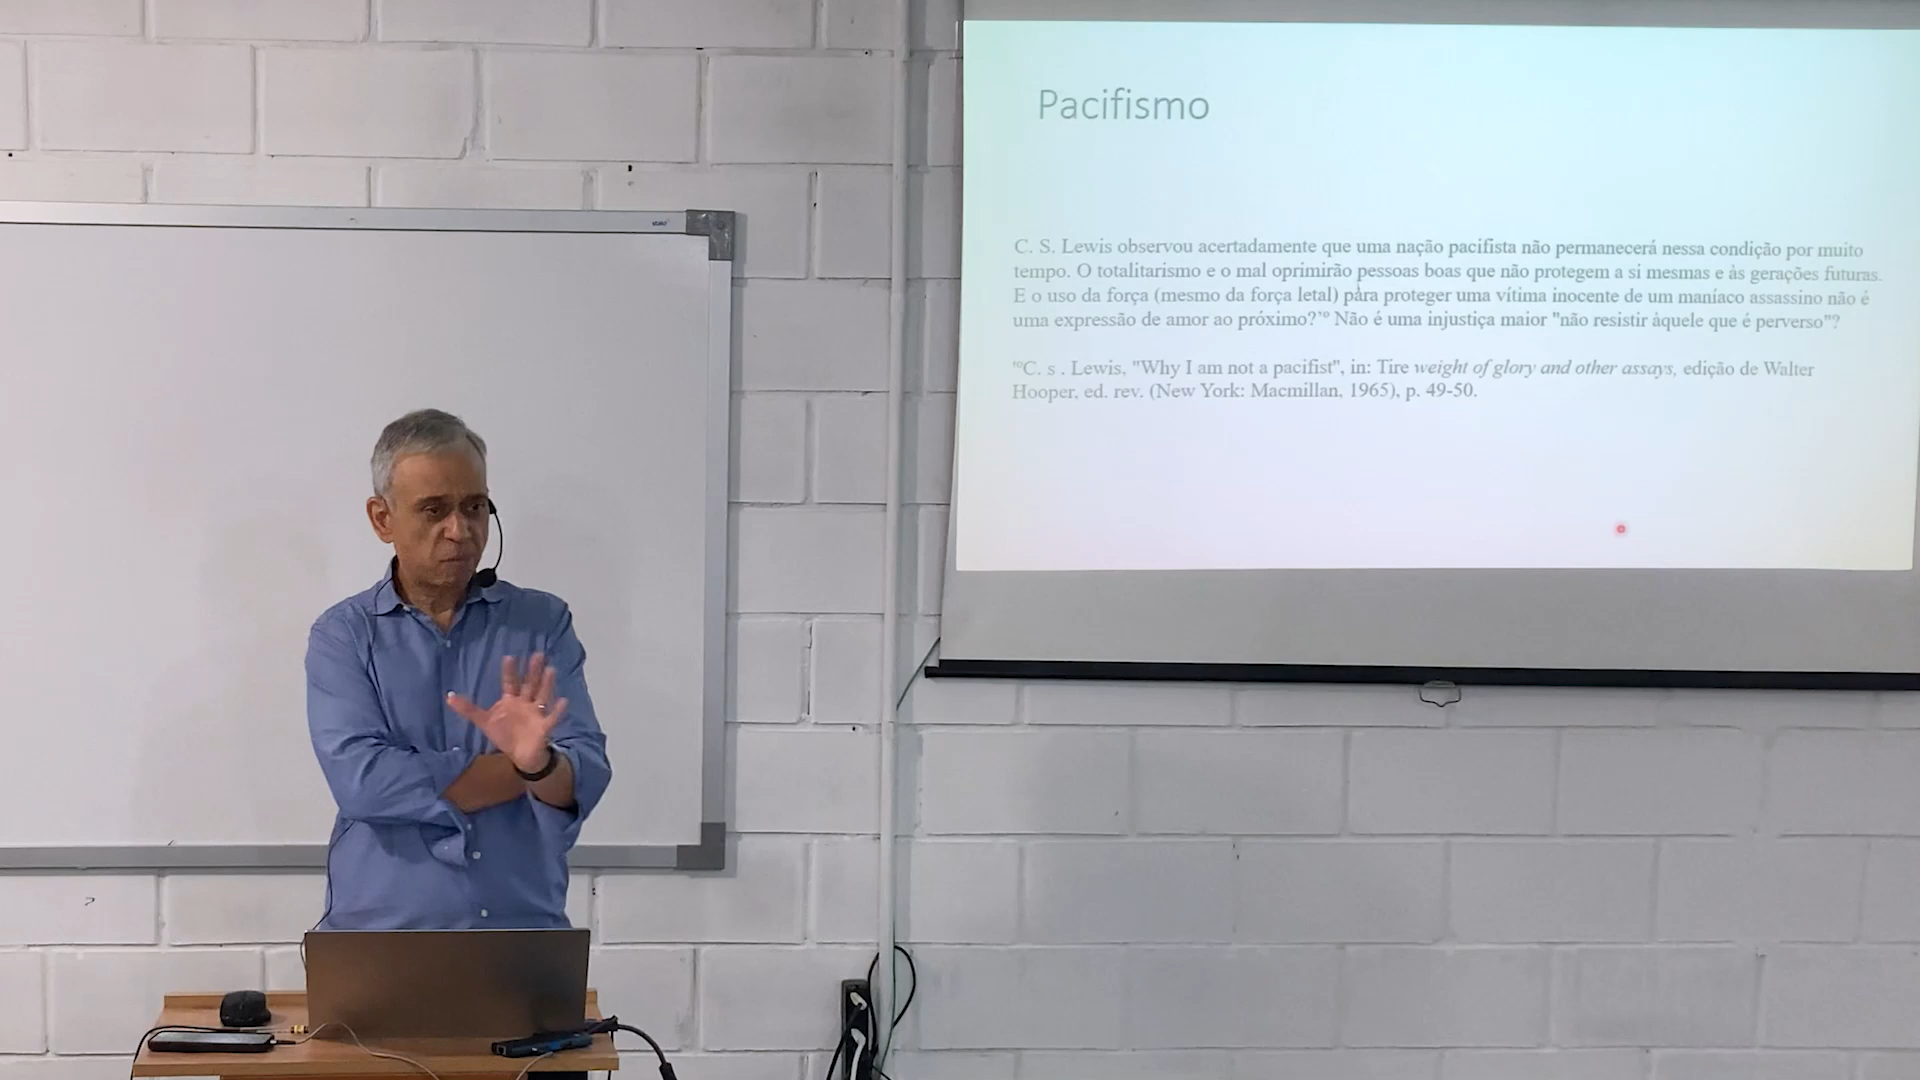 Pacifismo
C. S. Lewis observou acertadamente que uma nação pacifista não permanecerá nessa condição por muito
tempo. O totalitarismo e o mal oprimirão pessoas boas que não protegem a si mesmas e às gerações futuras.
E o uso da força (mesmo da força letal) para proteger uma vítima inocente de um maníaco assassino não é
uma expressão de amor ao próximo?'º Não é uma injustiça maior "não resistir àquele que é perverso"?
'ºC. s . Lewis, "Why I am not a pacifist", in: Tire weight of glory and other assays, edição de Walter
Hooper, ed. rev. (New York: Macmillan, 1965), p. 49-50.